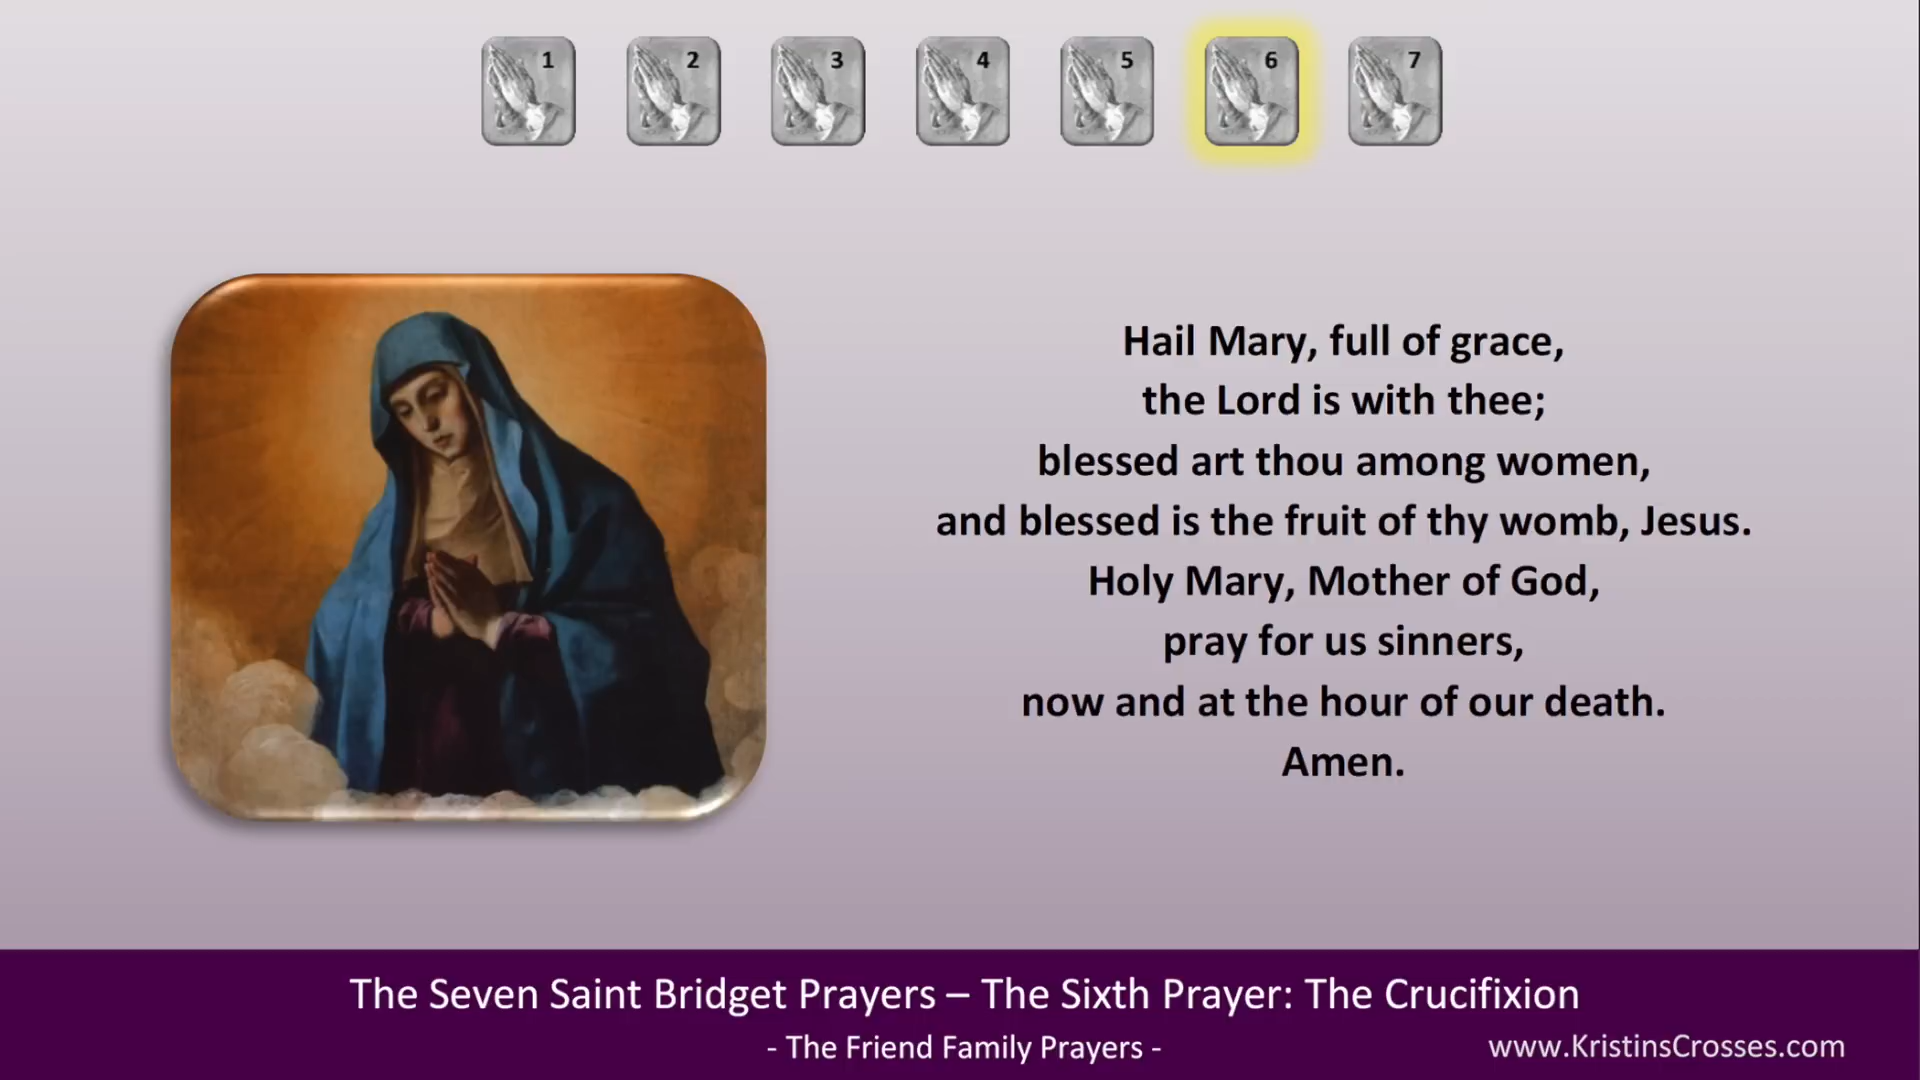 1 2 3 4 5 6 7
Hail Mary, full of grace,
the Lord is with thee;
blessed art thou among women,
and blessed is the fruit of thy womb, Jesus.
Holy Mary, Mother of God,
pray for us sinners,
now and at the hour of our death.
Amen.
The Seven Saint Bridget Prayers – The Sixth Prayer: The Crucifixion
- The Friend Family Prayers -
www.KristinsCrosses.com